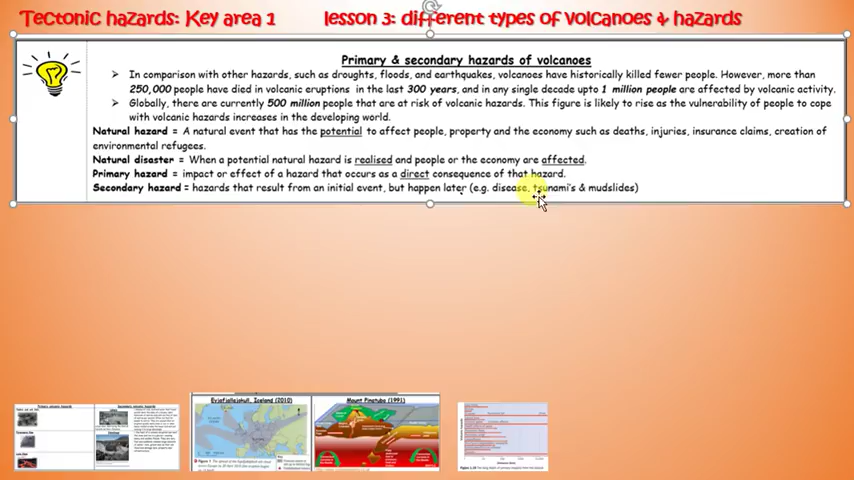 Tectonic hazards: Key area 1 lesson 3: different types of volcanoes & hazards
Primary & secondary hazards of volcanoes
In comparison with other hazards, such as droughts, floods, and earthquakes, volcanoes have historically killed fewer people. However, more than
250,000 people have died in volcanic eruptions in the last 300 years, and in any single decade upto 1 million people are affected by volcanic activity.
Globally, there are currently 500 million people that are at risk of volcanic hazards. This figure is likely to rise as the vulnerability of people to cope
with volcanic hazards increases in the developing world.
Natural hazard = A natural event that has the potential to affect people, property and the economy such as deaths, injuries, insurance claims, creation of
environmental refugees.
Natural disaster = When a potential natural hazard is realised and people or the economy are affected.
Primary hazard = impact or effect of a hazard that occurs as a direct consequence of that hazard.
Secondary hazard = hazards that result from an initial event, but happen later (e.g. disease, tsunami's & mudslides)
Primary volcanic hazards
Secondary volcanic hazards
Eyjafjallajokull, Iceland (2010)
Mount Pinatubo (1991)